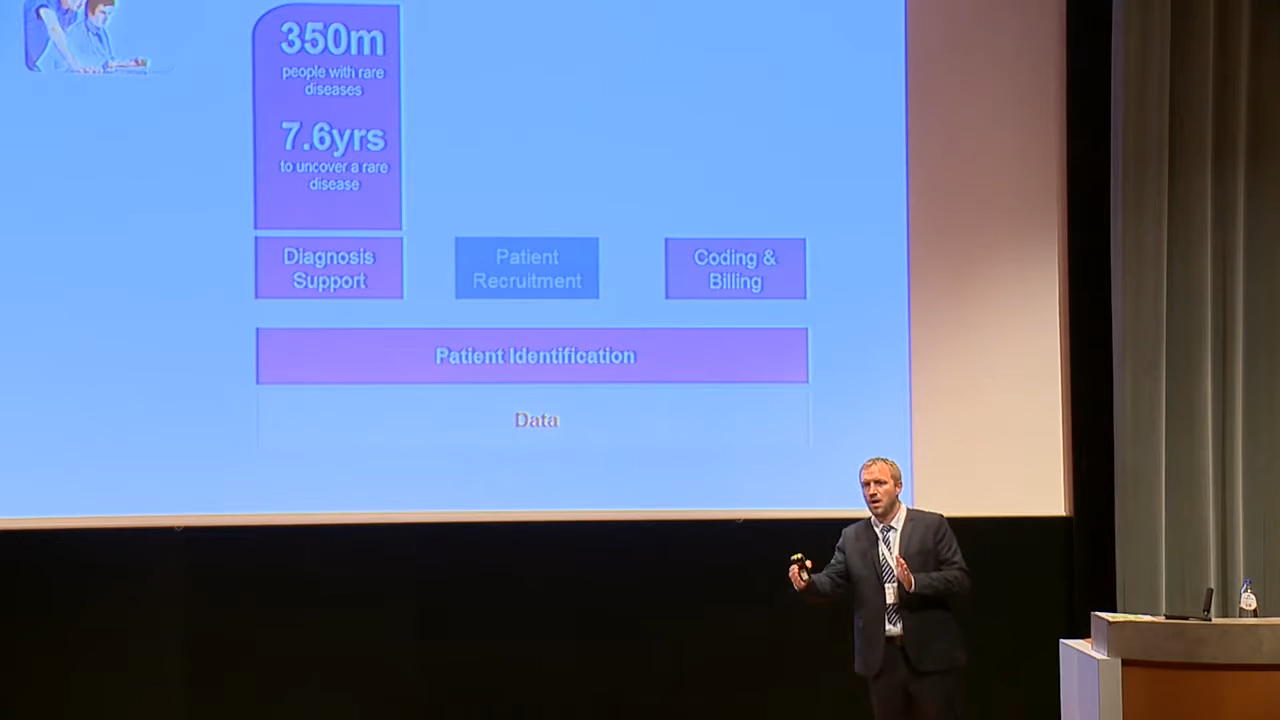 350m
people with rare
diseases
7.6yrs
to uncover a rare
disease
Diagnosis
Support
Patient
Recruitment
Coding &
Billing
Patient Identification
Data